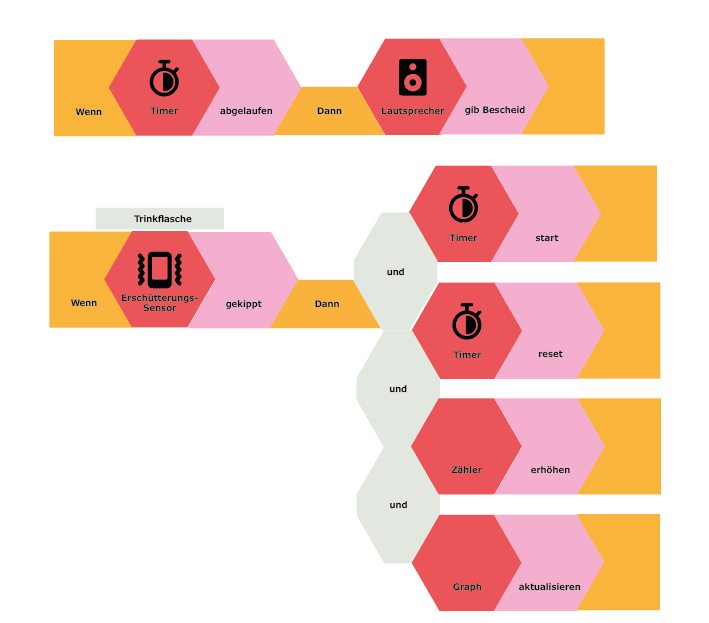 Wenn Timer abgelaufen Dann Lautsprecher gib Bescheid
Trinkflasche
Wenn Erschütterungs-
Sensor gekippt Dann
und
Timer start
Timer reset
und
Zähler erhöhen
und
Graph aktualisieren